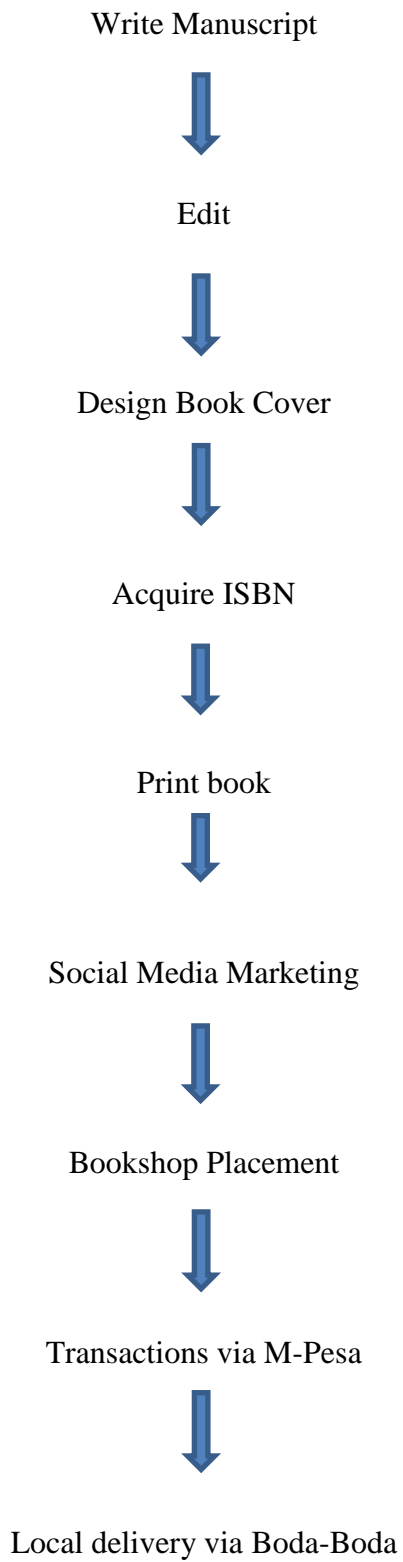 Write Manuscript
Edit
Design Book Cover
Acquire ISBN
Print book
Social Media Marketing
Bookshop Placement
Transactions via M-Pesa
Local delivery via Boda-Boda